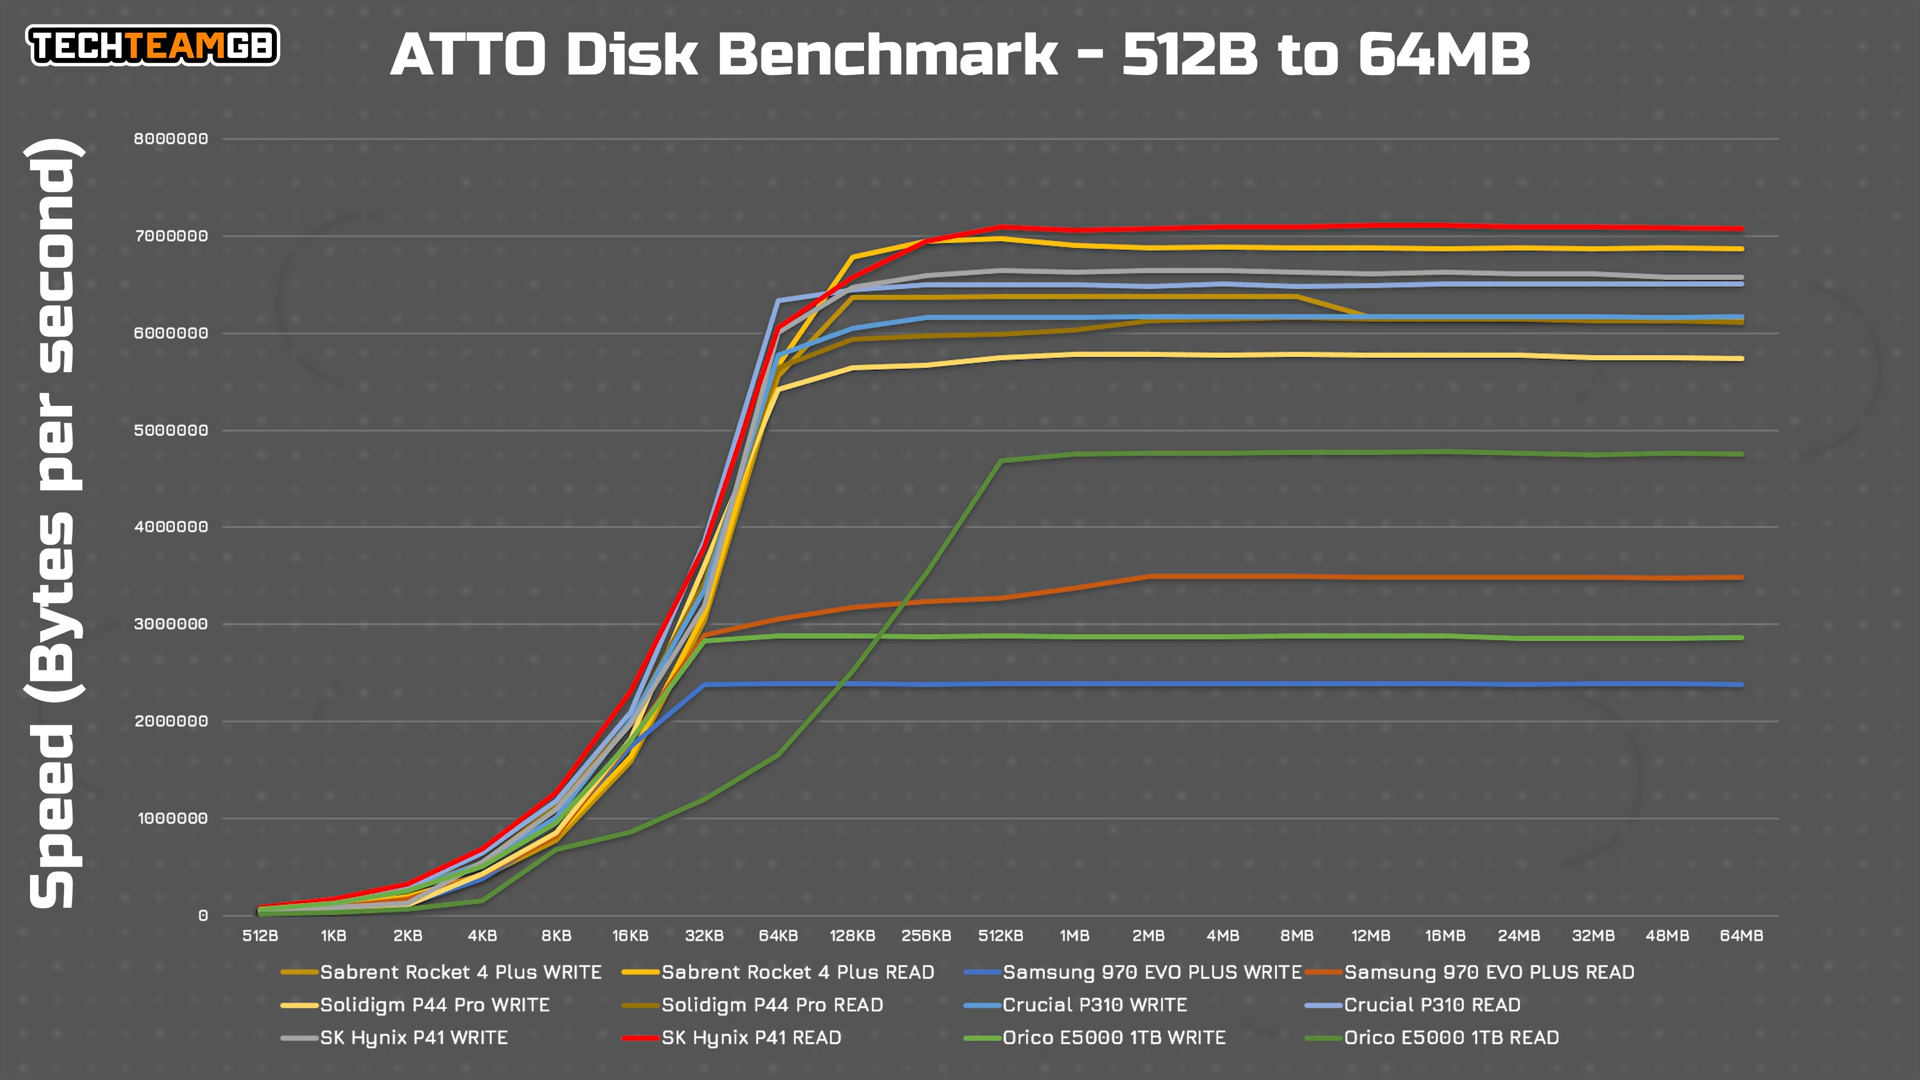 TECHTEAMGB
ATTO Disk Benchmark - 512B to 64MB
Speed (Bytes per second)
8000000
7000000
6000000
5000000
4000000
3000000
2000000
1000000
0
512B 1KB 2KB 4KB 8KB 16KB 32KB 64KB 128KB 256KB 512KB 1MB 2MB 4MB 8MB 12MB 16MB 24MB 32MB 48MB 64MB
Sabrent Rocket 4 Plus WRITE Sabrent Rocket 4 Plus READ Samsung 970 EVO PLUS WRITE Samsung 970 EVO PLUS READ
Solidigm P44 Pro WRITE Solidigm P44 Pro READ Crucial P310 WRITE Crucial P310 READ
SK Hynix P41 WRITE SK Hynix P41 READ Orico E5000 1TB WRITE Orico E5000 1TB READ